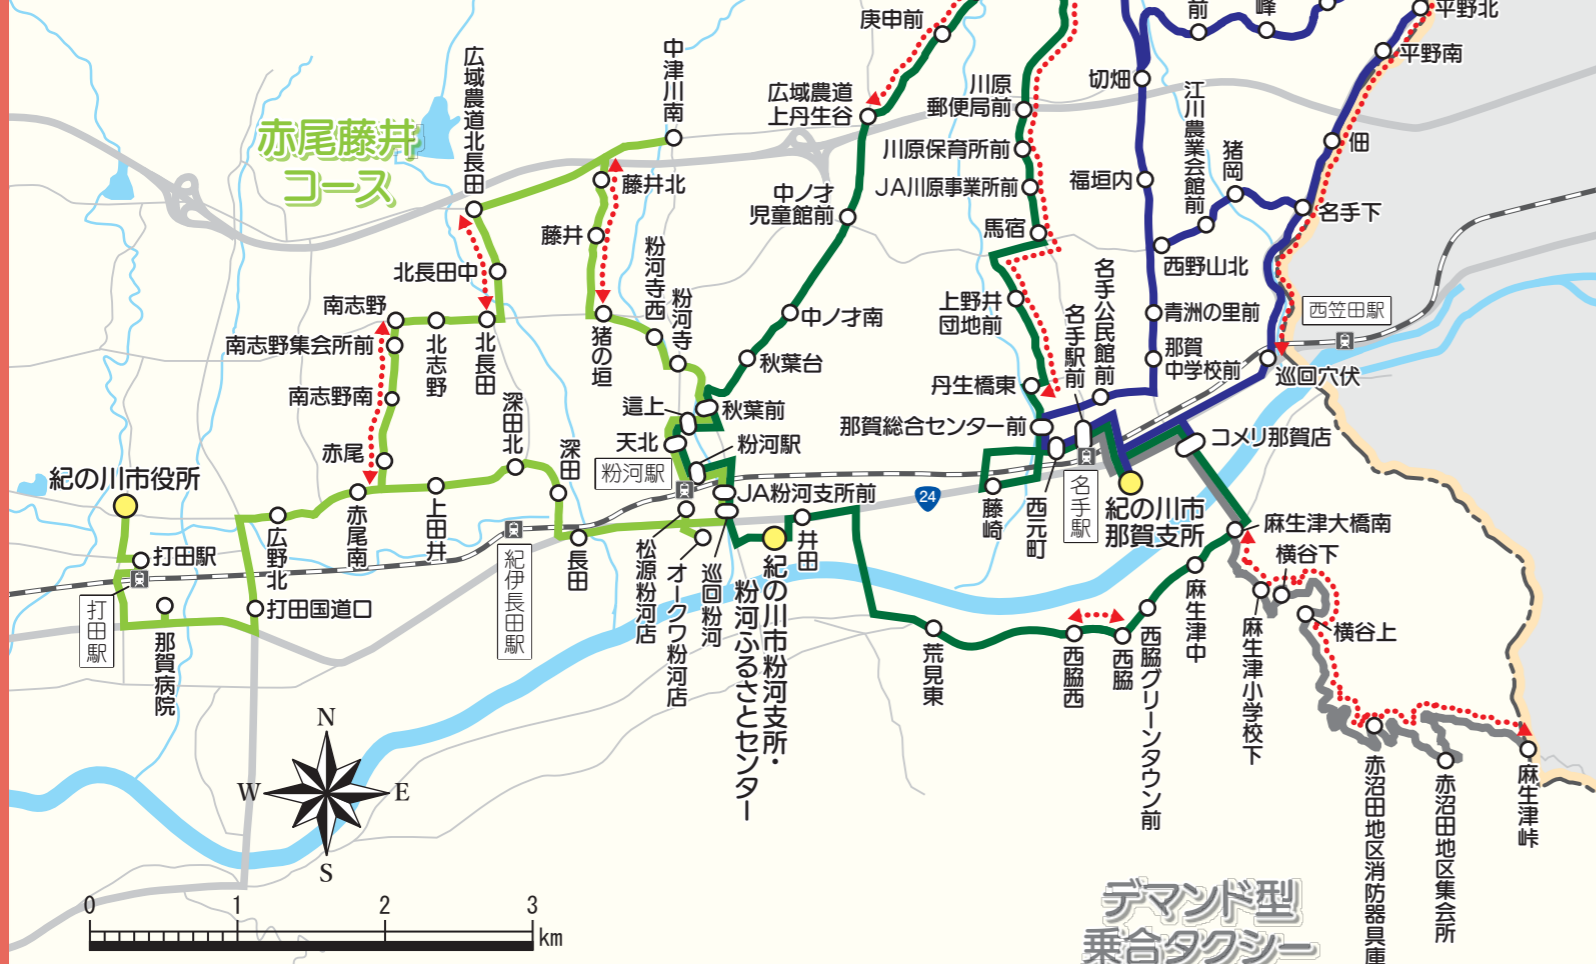 庚申前
前
峰
平野北
平野南
切畑
江川農業会館前
猪岡
佃
名手下
福垣内
西野山北
青洲の里前
那賀
中学校前
西笠田駅
巡回穴伏
川原
郵便局前
川原保育所前
JA川原事業所前
馬宿
上野井
団地前
丹生橋東
名手公民館前
名手駅前
那賀総合センター前
コメリ那賀店
藤崎
西元町
名手駅
紀の川市
那賀支所
24
広域農道
上丹生谷
中ノ才
児童館前
中ノ才南
秋葉台
秋葉前
中津川南
広域農道北長田
赤尾藤井
コース
藤井北
藤井
粉河寺西
粉河寺
猪の垣
北長田中
南志野
南志野集会所前
南志野南
北志野
北長田
赤尾
深田北
深田
這上
天北
粉河駅
粉河駅
JA粉河支所前
紀の川市役所
打田駅
打田駅
那賀病院
広野北
打田国道口
赤尾南
上田井
紀伊長田駅
長田
松源粉河店
オークワ粉河店
巡回粉河
紀の川市粉河支所・
粉河ふるさとセンター
井田
荒見東
西脇西
西脇
西脇グリーンタウン前
麻生津中
麻生津大橋南
横谷下
横谷上
麻生津小学校下
赤沼田地区消防器具庫
赤沼田地区集会所
麻生津峠
デマンド型
乗合タクシー
N
W
E
S
0
1
2
3
km